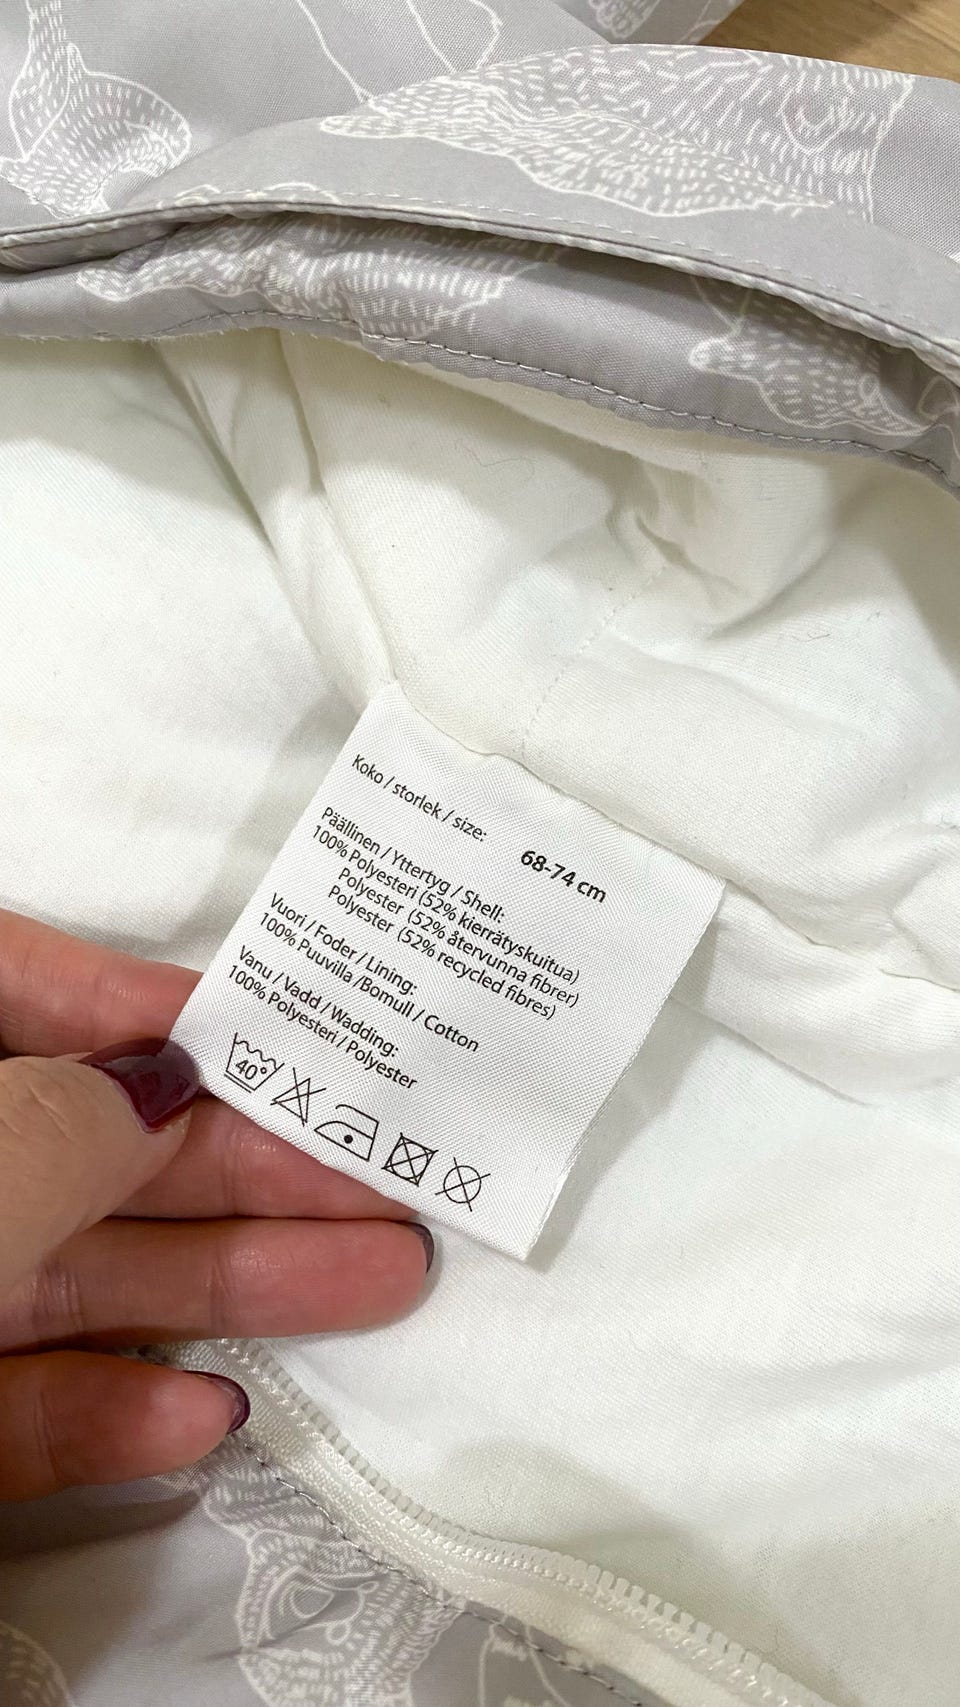 Koko / storlek / size:
68-74 cm
Päällinen / Yttertyg / Shell:
100% Polyesteri (52% kierrätyskuitua)
Polyester (52% återvunna fibrer)
Polyester (52% recycled fibres)
Vuori / Foder / Lining:
100% Puuvilla /Bomull / Cotton
Vanu / Vadd / Wadding:
100% Polyesteri / Polyester
40°